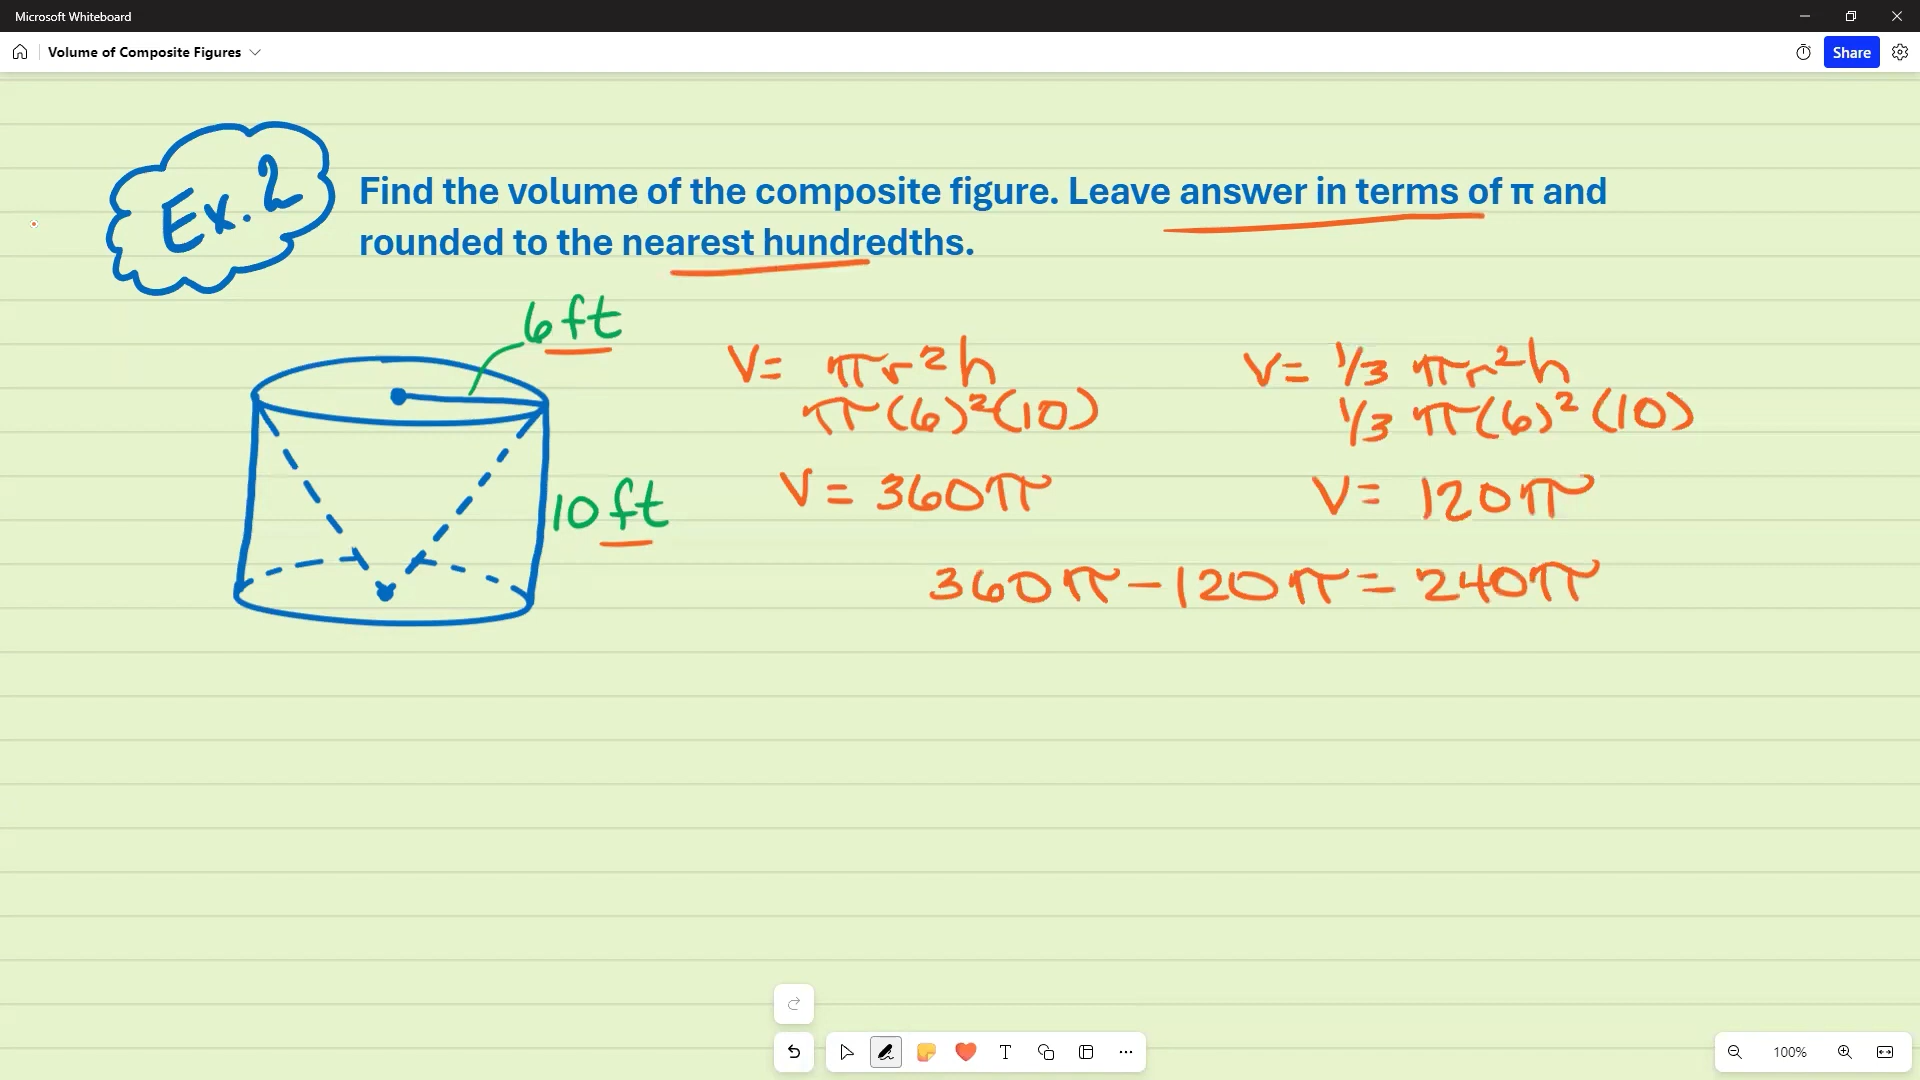 Microsoft Whiteboard
Volume of Composite Figures
Share
Ex. 2
Find the volume of the composite figure. Leave answer in terms of π and
rounded to the nearest hundredths.
6ft
10 ft
V= πr²h
π(6)²(10)
V = 360π
V= 1/3 πr²h
1/3 π(6)²(10)
V= 120π
360π-120π=240π
T
100%